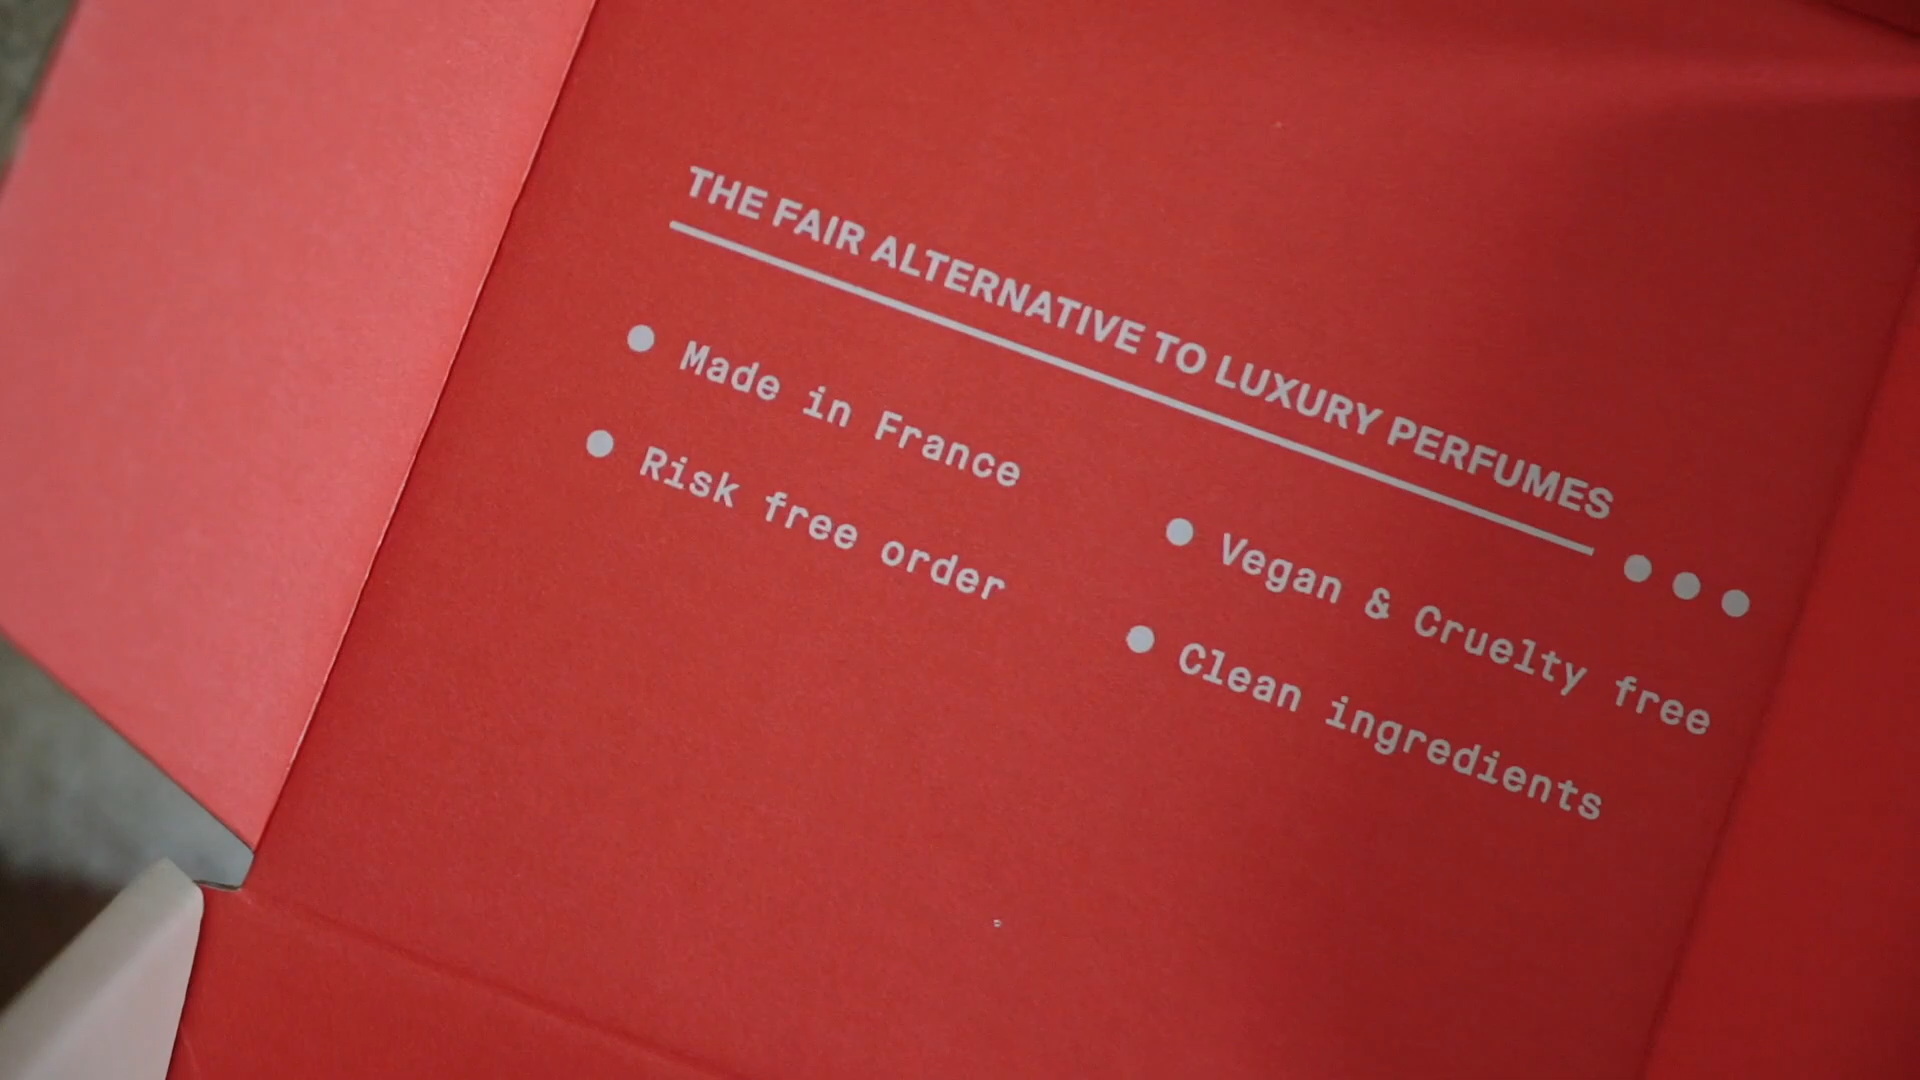 THE FAIR ALTERNATIVE TO LUXURY PERFUMES
Made in France
Risk free order
Vegan & Cruelty free
Clean ingredients